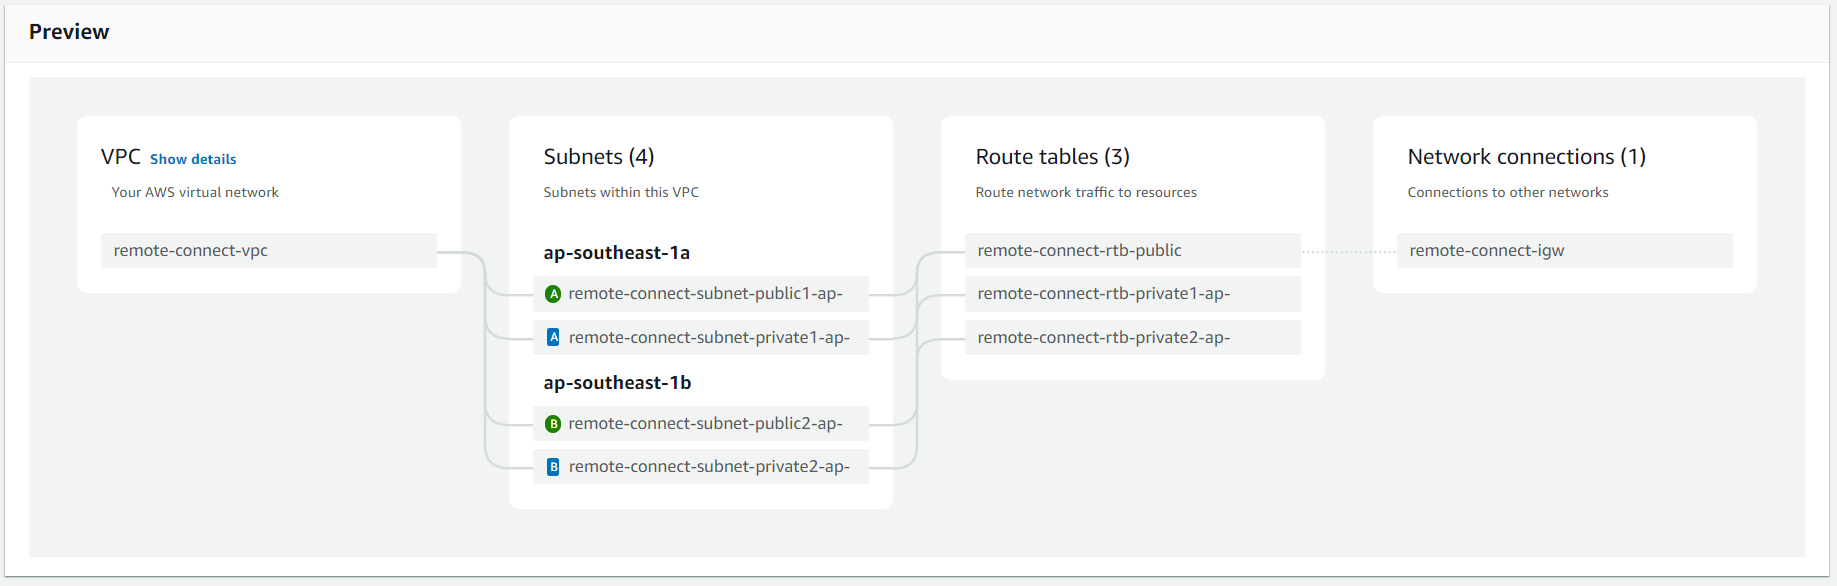 Preview
VPC Show details
Your AWS virtual network
remote-connect-vpc
Subnets (4)
Subnets within this VPC
ap-southeast-1a
A remote-connect-subnet-public1-ap-
A remote-connect-subnet-private1-ap-
ap-southeast-1b
B remote-connect-subnet-public2-ap-
B remote-connect-subnet-private2-ap-
Route tables (3)
Route network traffic to resources
remote-connect-rtb-public
remote-connect-rtb-private1-ap-
remote-connect-rtb-private2-ap-
Network connections (1)
Connections to other networks
remote-connect-igw